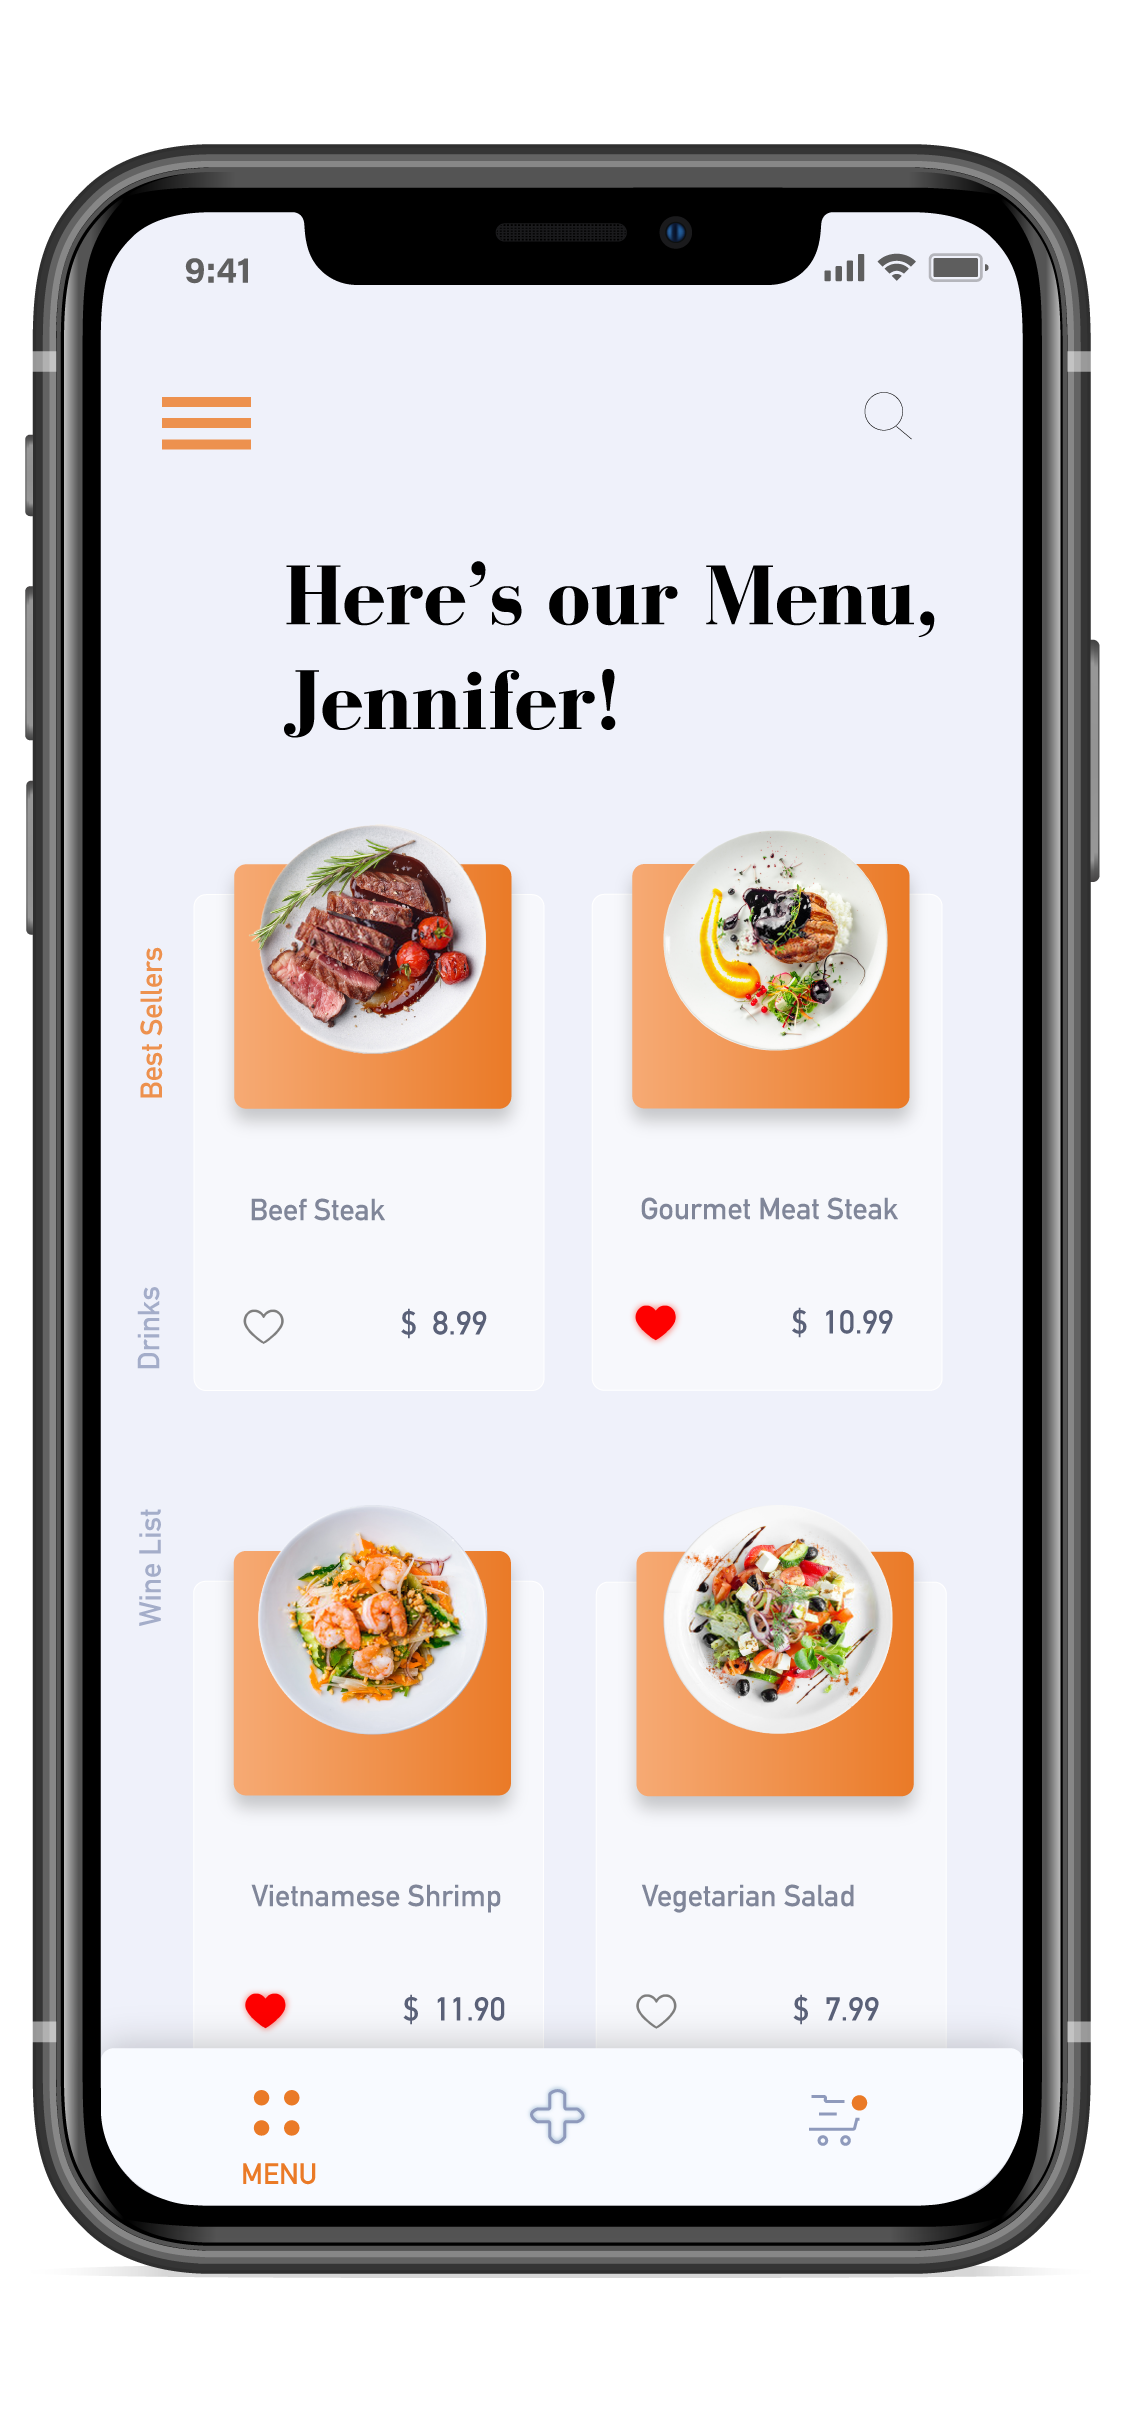 9:41
Here’s our Menu,
Jennifer!
Best Sellers
Drinks
Wine List
Beef Steak
$ 8.99
Gourmet Meat Steak
$ 10.99
Vietnamese Shrimp
$ 11.90
Vegetarian Salad
$ 7.99
MENU